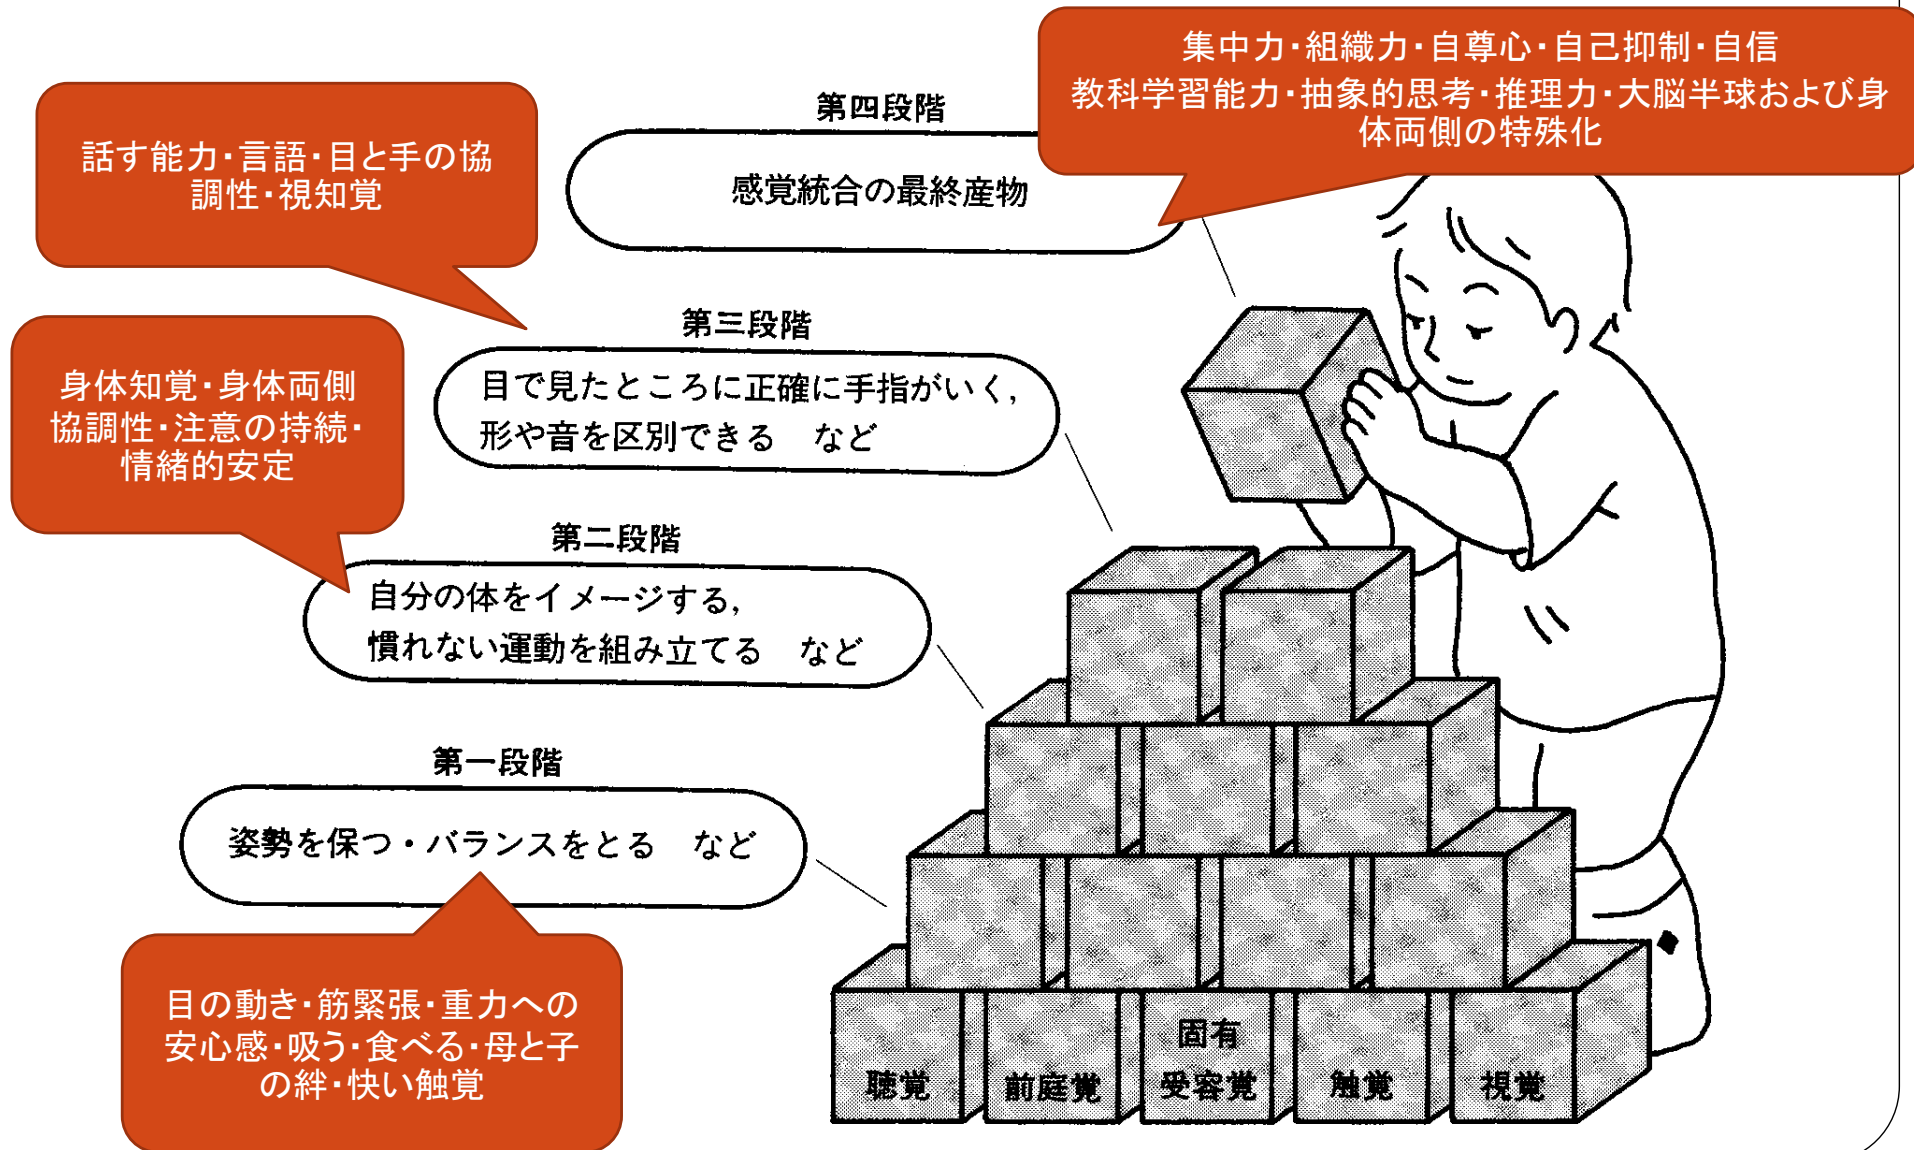 集中力・組織力・自尊心・自己抑制・自信
教科学習能力・抽象的思考・推理力・大脳半球および身
体両側の特殊化
第四段階
感覚統合の最終産物
話す能力・言語・目と手の協
調性・視知覚
第三段階
目で見たところに正確に手指がいく,
形や音を区別できる　など
身体知覚・身体両側
協調性・注意の持続・
情緒的安定
第二段階
自分の体をイメージする,
慣れない運動を組み立てる　など
第一段階
姿勢を保つ・バランスをとる　など
目の動き・筋緊張・重力への
安心感・吸う・食べる・母と子
の絆・快い触覚
聴覚
前庭覚
固有
受容覚
触覚
視覚